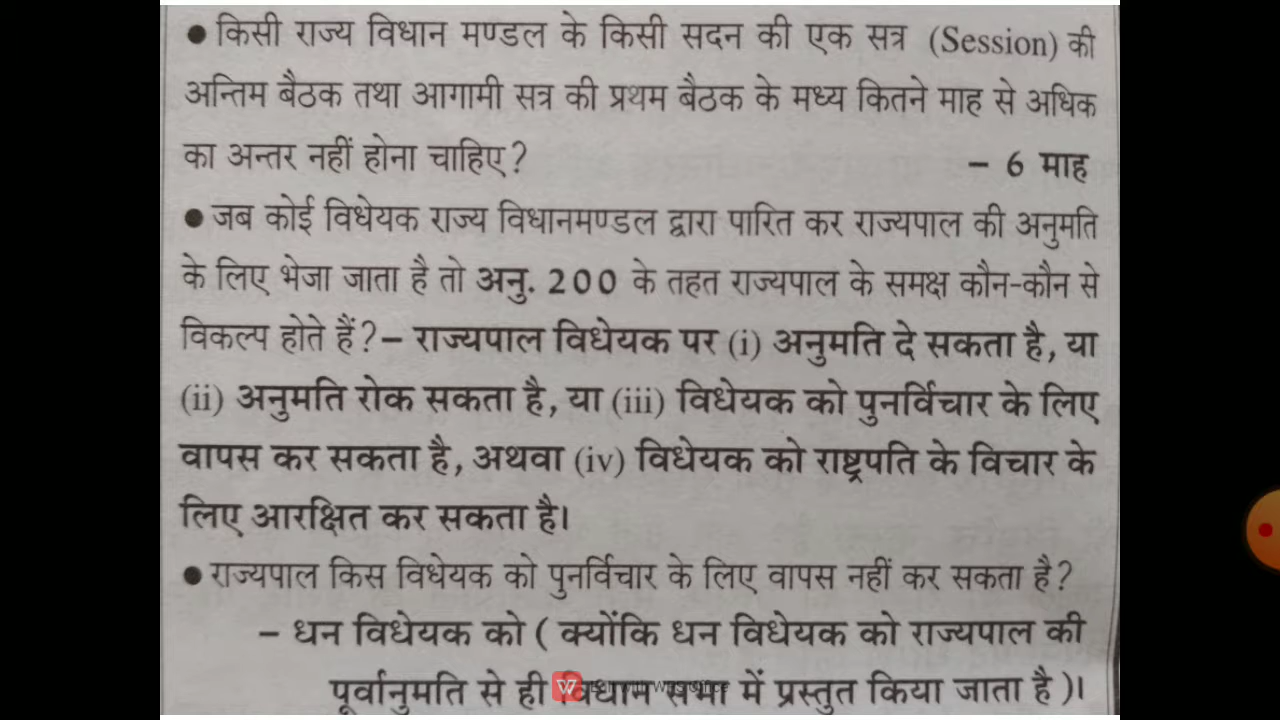 ● किसी राज्य विधान मण्डल के किसी सदन की एक सत्र (Session) की
अन्तिम बैठक तथा आगामी सत्र की प्रथम बैठक के मध्य कितने माह से अधिक
का अन्तर नहीं होना चाहिए? – 6 माह
● जब कोई विधेयक राज्य विधानमण्डल द्वारा पारित कर राज्यपाल की अनुमति
के लिए भेजा जाता है तो अनु. 200 के तहत राज्यपाल के समक्ष कौन-कौन से
विकल्प होते हैं?– राज्यपाल विधेयक पर (i) अनुमति दे सकता है, या
(ii) अनुमति रोक सकता है, या (iii) विधेयक को पुनर्विचार के लिए
वापस कर सकता है, अथवा (iv) विधेयक को राष्ट्रपति के विचार के
लिए आरक्षित कर सकता है।
● राज्यपाल किस विधेयक को पुनर्विचार के लिए वापस नहीं कर सकता है?
– धन विधेयक को ( क्योंकि धन विधेयक को राज्यपाल की
पूर्वानुमति से ही विधान सभा में प्रस्तुत किया जाता है )।